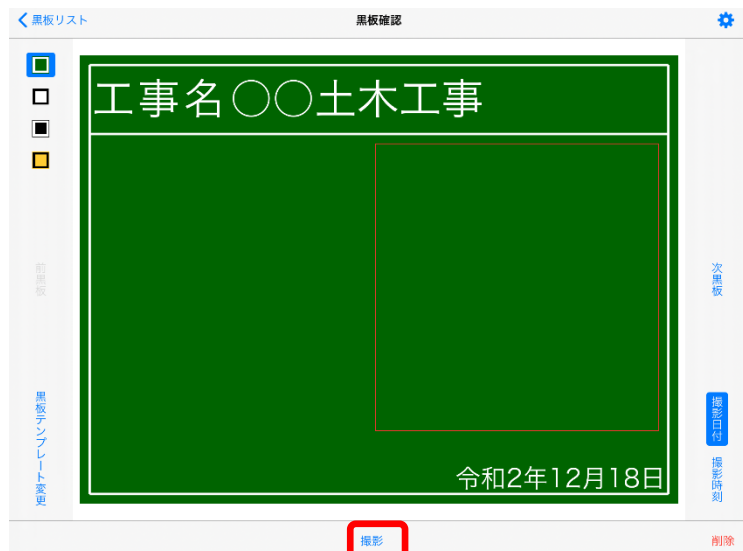 黒板リスト
黒板確認
工事名○○土木工事
前黒板
次黒板
黒板テンプレート変更
撮影日付
撮影時刻
令和2年12月18日
撮影
削除